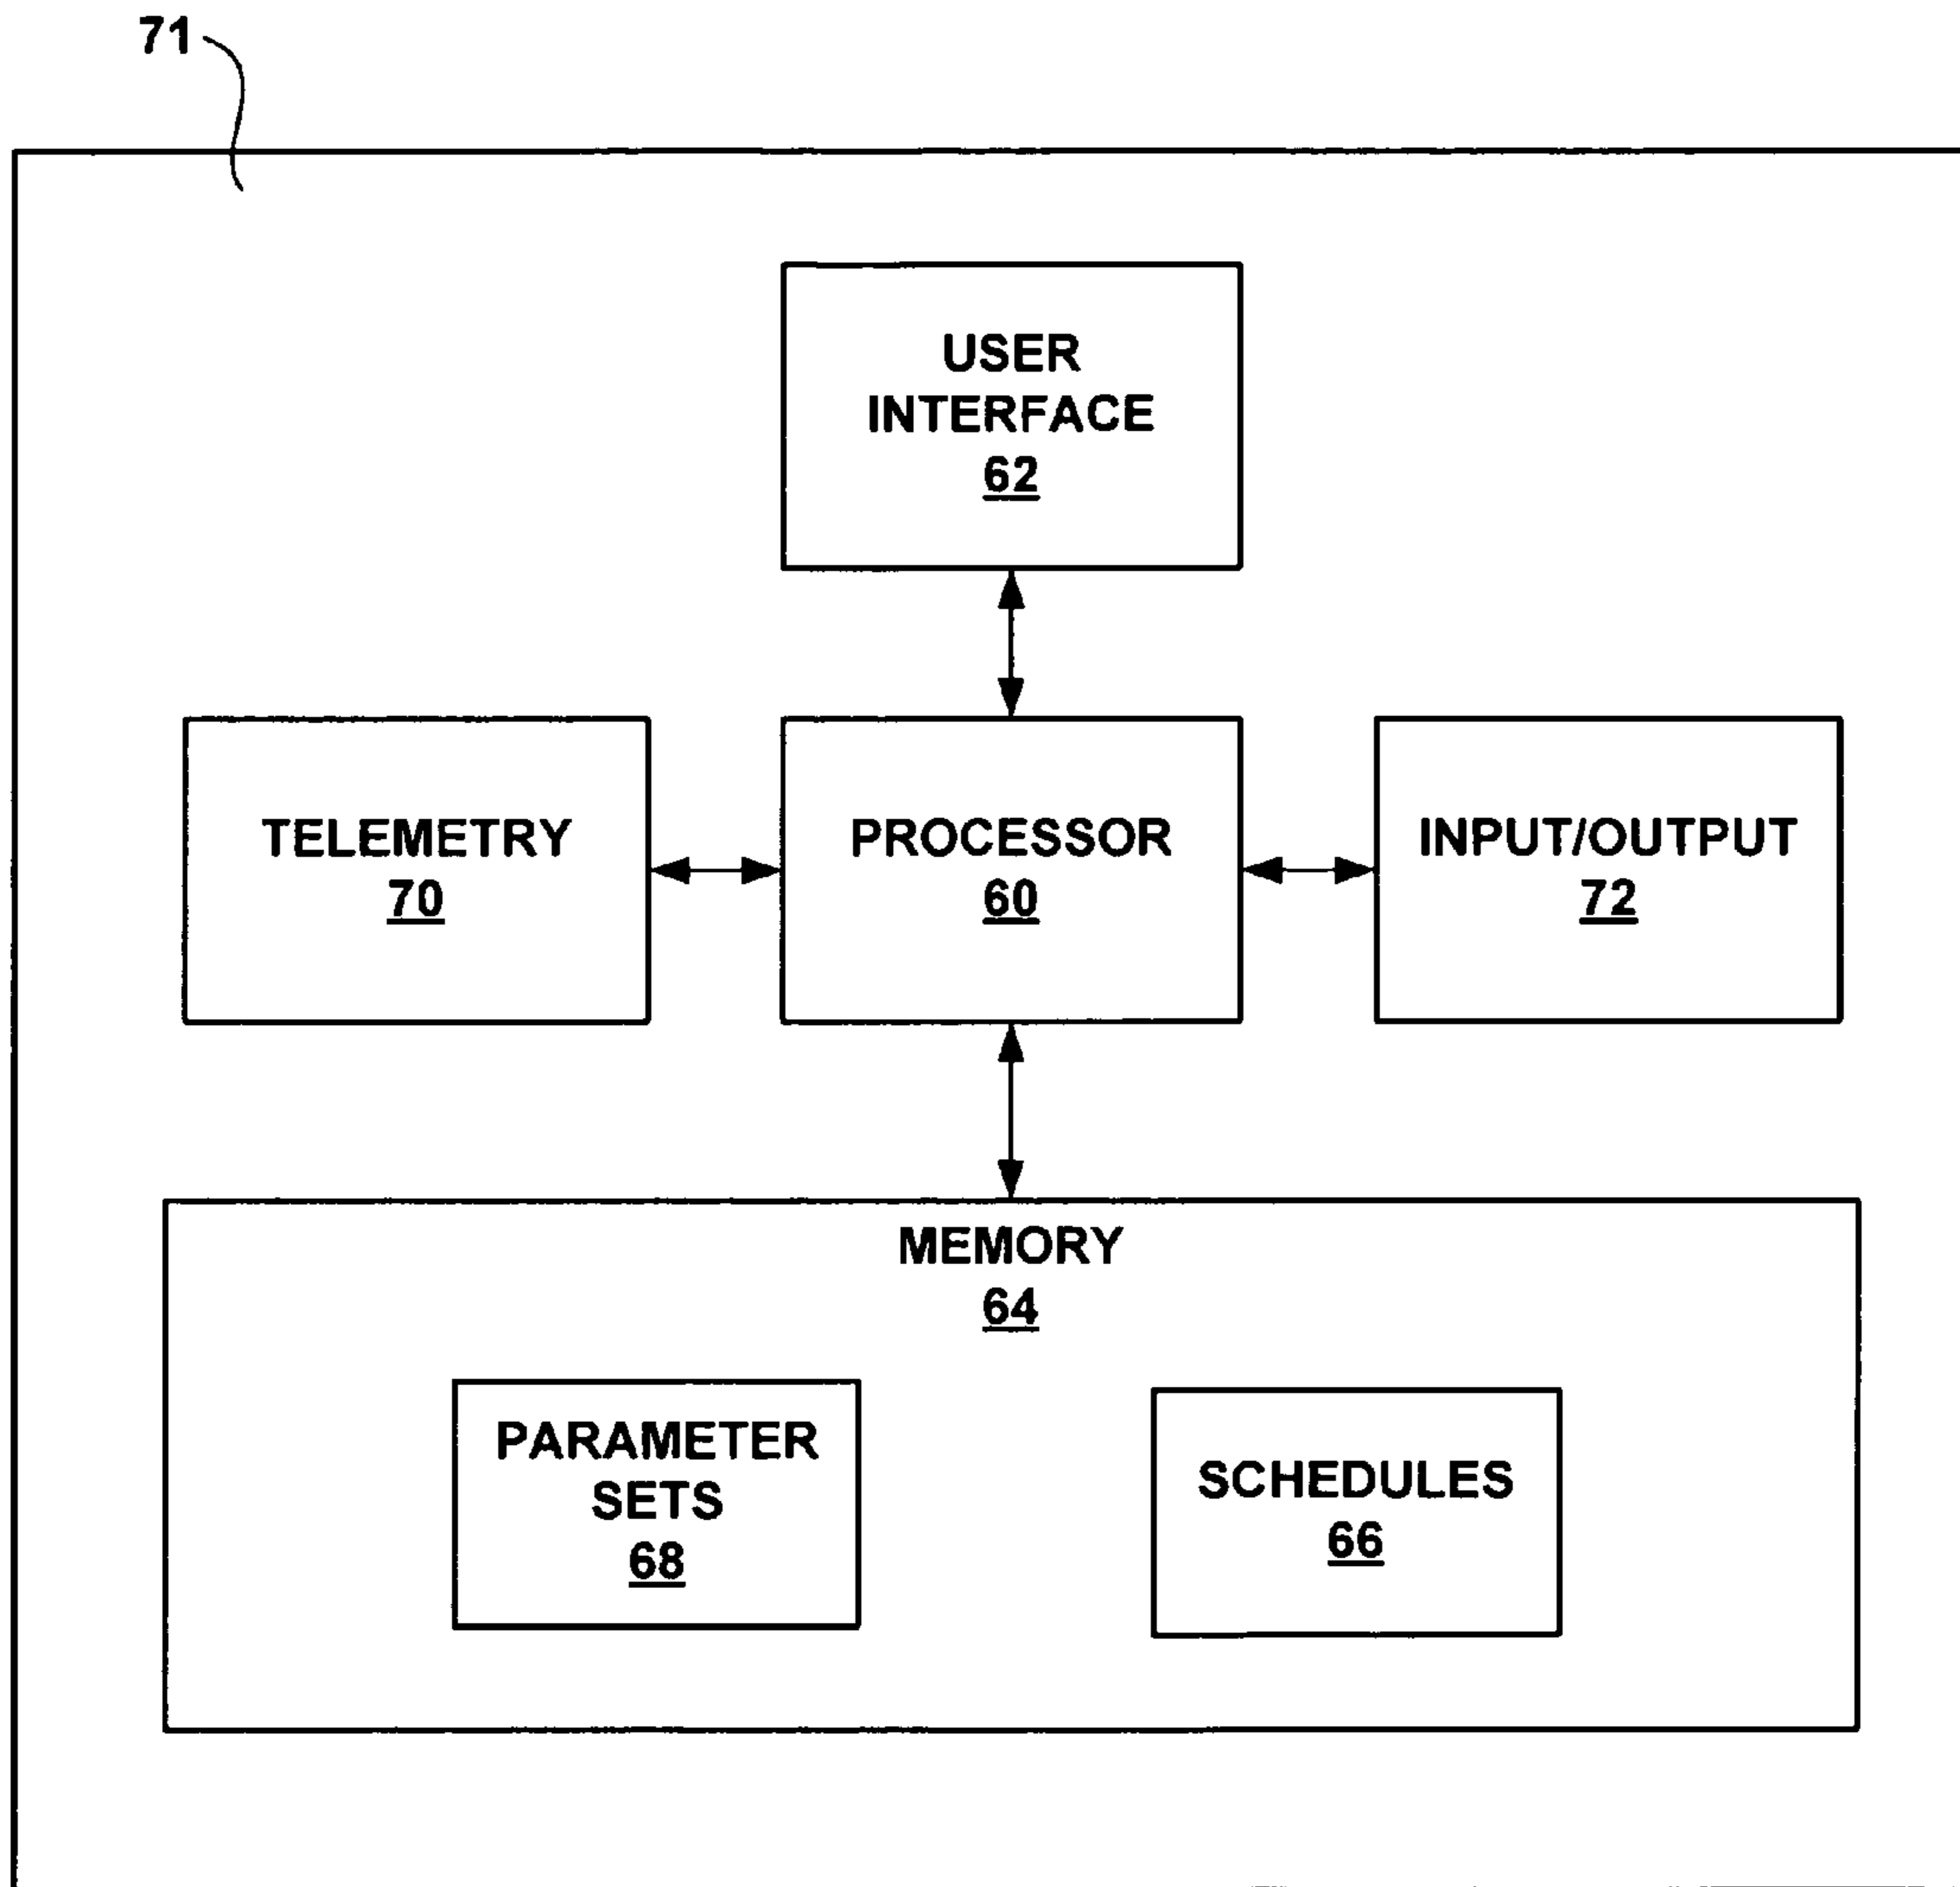 71
USER
INTERFACE
62
TELEMETRY
70
PROCESSOR
60
INPUT/OUTPUT
72
MEMORY
64
PARAMETER
SETS
68
SCHEDULES
66